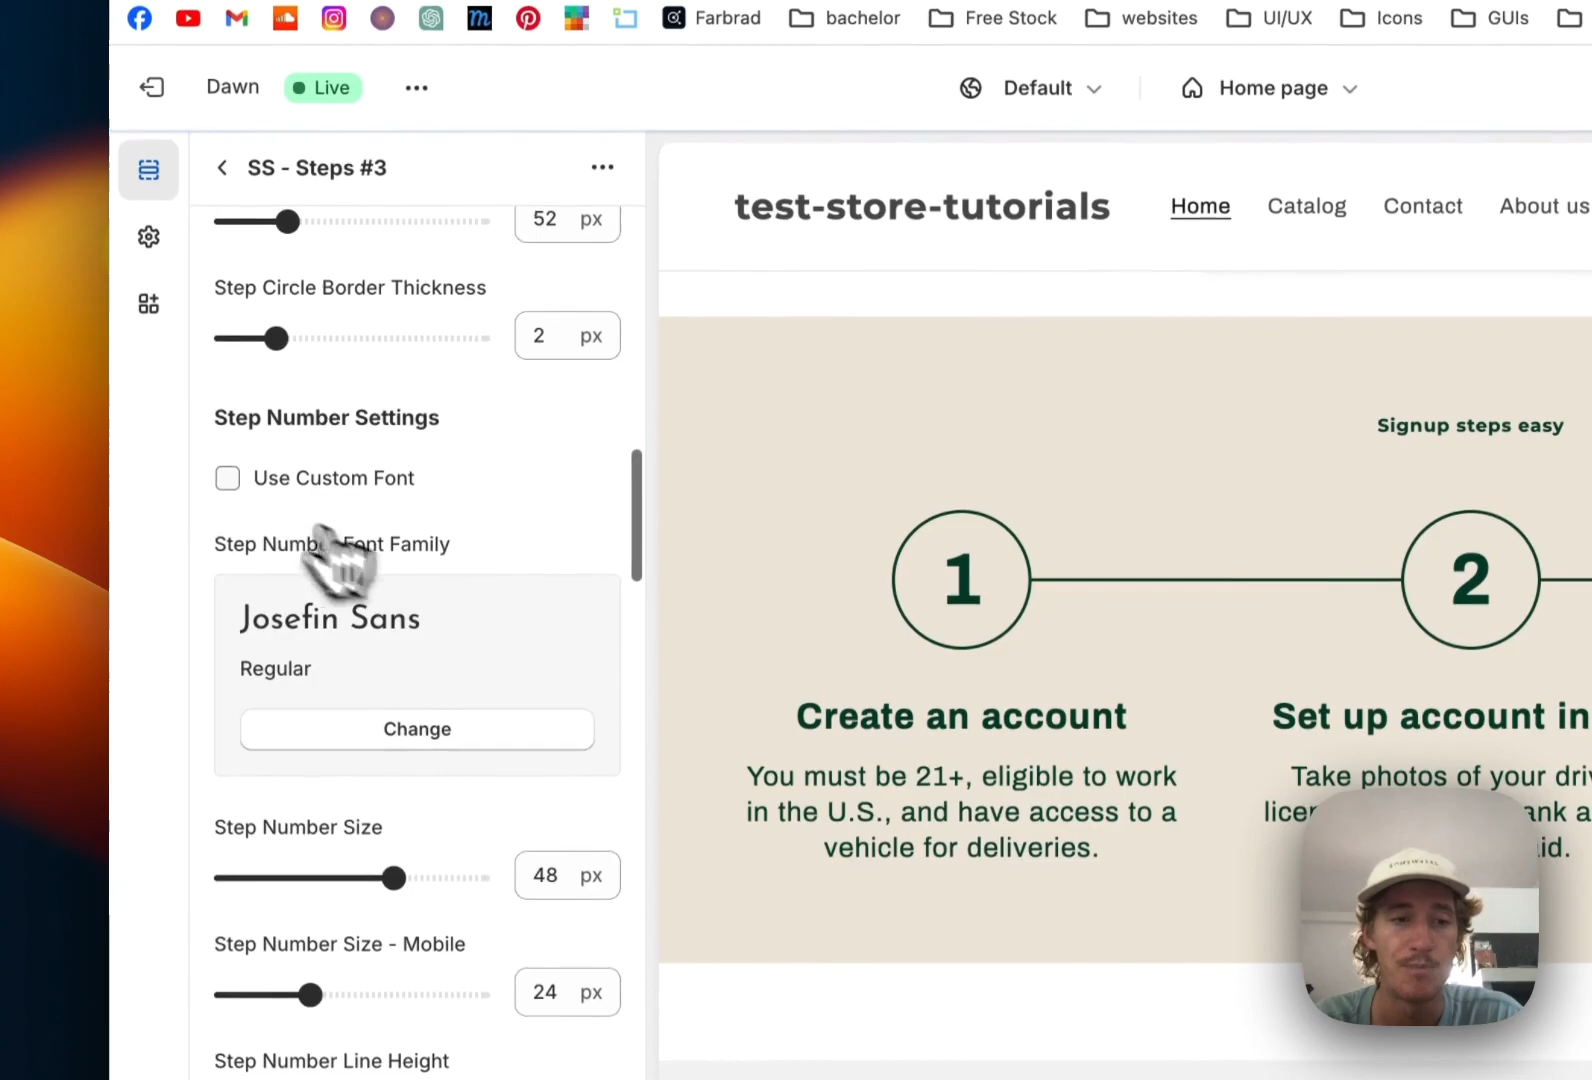 Farbrad
bachelor
Free Stock
websites
UI/UX
Icons
GUIs
Dawn
Live
Default
Home page
SS - Steps #3
52 px
Step Circle Border Thickness
2 px
Step Number Settings
Use Custom Font
Font Family
Josefin Sans
Regular
Change
Step Number Size
48 px
Step Number Size - Mobile
24 px
Step Number Line Height
test-store-tutorials
Home
Catalog
Contact
About us
Signup steps easy
1
2
Create an account
You must be 21+, eligible to work
in the U.S., and have access to a
vehicle for deliveries.
Set up account in
Take photos of your